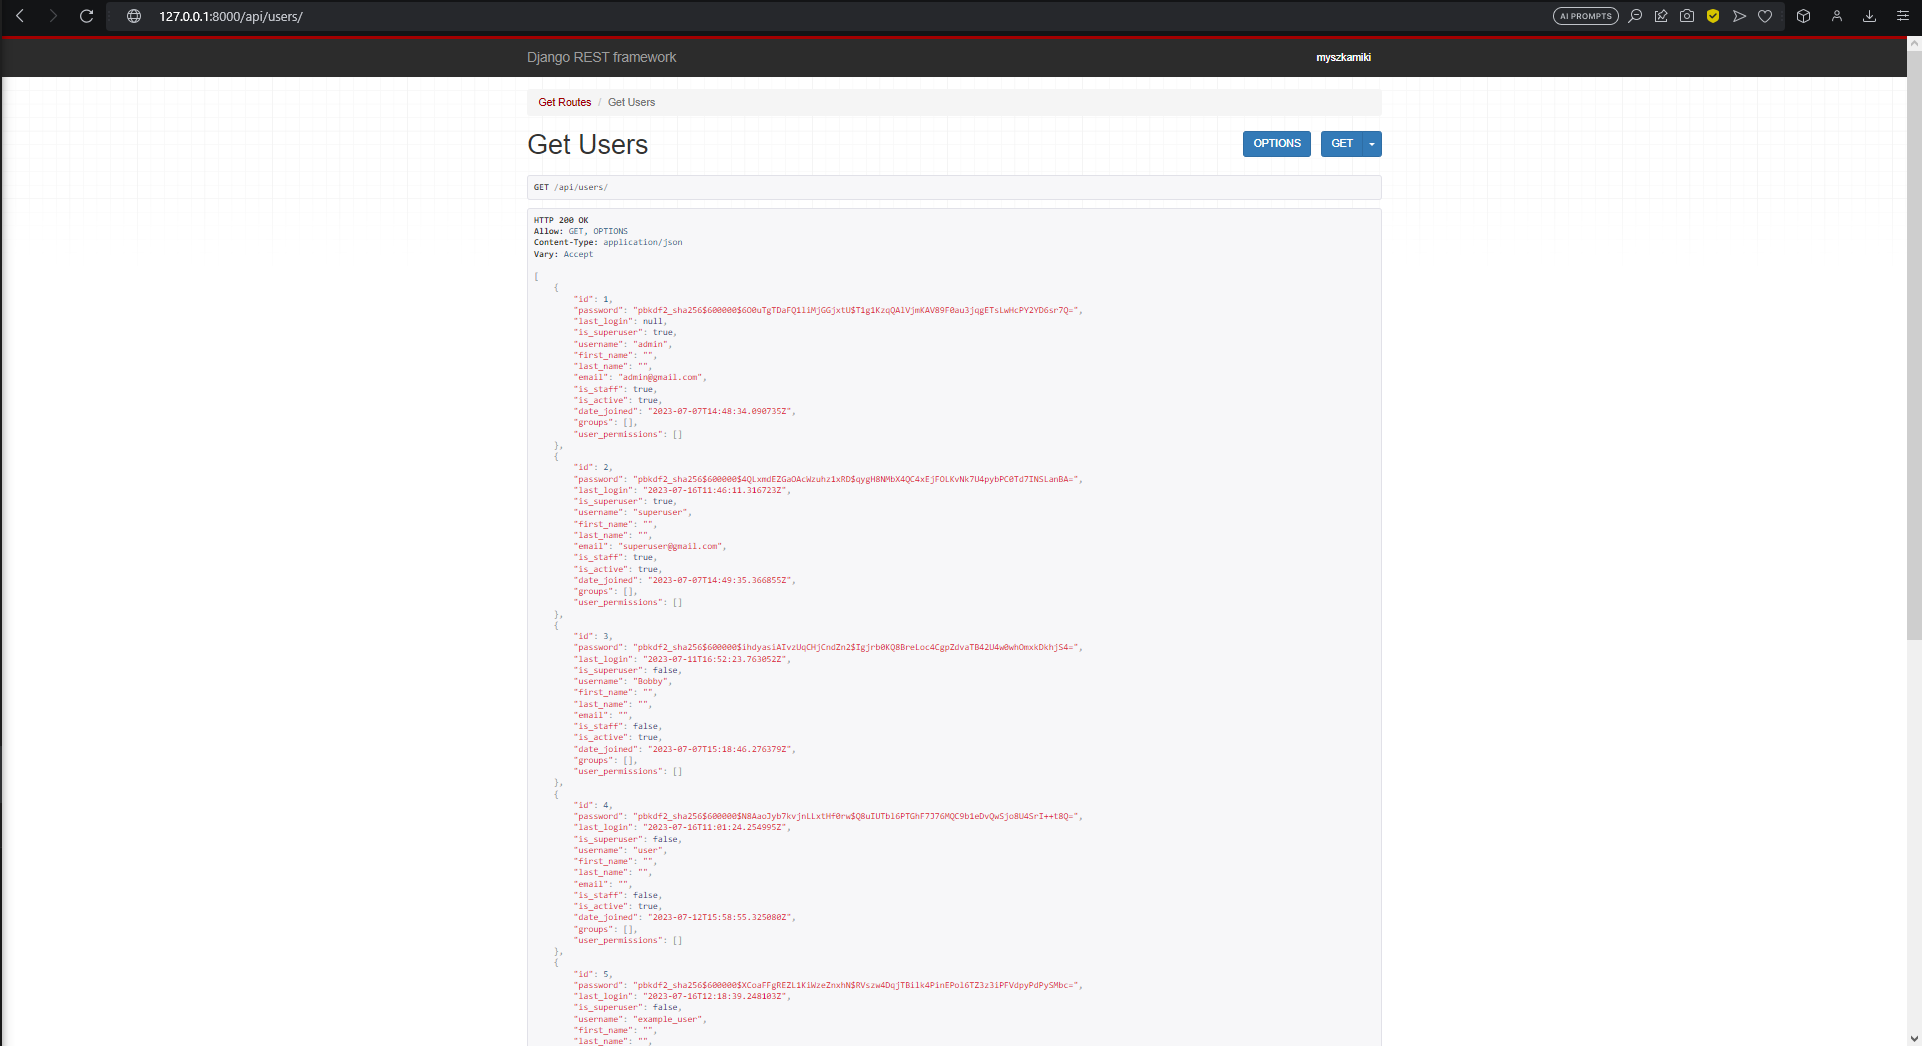 127.0.0.1:8000/api/users/
AI PROMPTS
Django REST framework
myszkamiki
Get Routes / Get Users
Get Users
OPTIONS
GET
GET /api/users/
HTTP 200 OK
Allow: GET, OPTIONS
Content-Type: application/json
Vary: Accept
[
{
"id": 1,
"password": "pbkdf2_sha256$600000$6O0uTgTDaFQ1liMjGGjxtU$T1g1KzqQAlVjmKAV89F0au3jqgETsLwHcPY2YD6sr7Q=",
"last_login": null,
"is_superuser": true,
"username": "admin",
"first_name": "",
"last_name": "",
"email": "admin@gmail.com",
"is_staff": true,
"is_active": true,
"date_joined": "2023-07-07T14:48:34.090735Z",
"groups": [],
"user_permissions": []
},
{
"id": 2,
"password": "pbkdf2_sha256$600000$4QLxmdEZGaOAcWzuhz1xRD$qygH8NMbX4QC4xEjFOLKvNk7U4pybPC0Td7INSLanBA=",
"last_login": "2023-07-16T11:46:11.316723Z",
"is_superuser": true,
"username": "superuser",
"first_name": "",
"last_name": "",
"email": "superuser@gmail.com",
"is_staff": true,
"is_active": true,
"date_joined": "2023-07-07T14:49:35.366855Z",
"groups": [],
"user_permissions": []
},
{
"id": 3,
"password": "pbkdf2_sha256$600000$ihdyasiAIvzUqCHjCndZn2$Igjrb0KQ8BreLoc4CgpZdvaTB42U4w0whOmxkDkhjS4=",
"last_login": "2023-07-11T16:52:23.763052Z",
"is_superuser": false,
"username": "Bobby",
"first_name": "",
"last_name": "",
"email": "",
"is_staff": false,
"is_active": true,
"date_joined": "2023-07-07T15:18:46.276379Z",
"groups": [],
"user_permissions": []
},
{
"id": 4,
"password": "pbkdf2_sha256$600000$N8AaoJyb7kvjnLLxtHf0rw$Q8uIUTbl6PTGhF7J76MQC9b1eDvQwSjo8U4SrI++t8Q=",
"last_login": "2023-07-16T11:01:24.254995Z",
"is_superuser": false,
"username": "user",
"first_name": "",
"last_name": "",
"email": "",
"is_staff": false,
"is_active": true,
"date_joined": "2023-07-12T15:58:55.325080Z",
"groups": [],
"user_permissions": []
},
{
"id": 5,
"password": "pbkdf2_sha256$600000$XCoaFFgREZL1KiWzeZnxhN$RVszw4DqjTBilk4PinEPol6TZ3z3iPFVdpyPdPySMbc=",
"last_login": "2023-07-16T12:18:39.248103Z",
"is_superuser": false,
"username": "example_user",
"first_name": "",
"last_name": "",